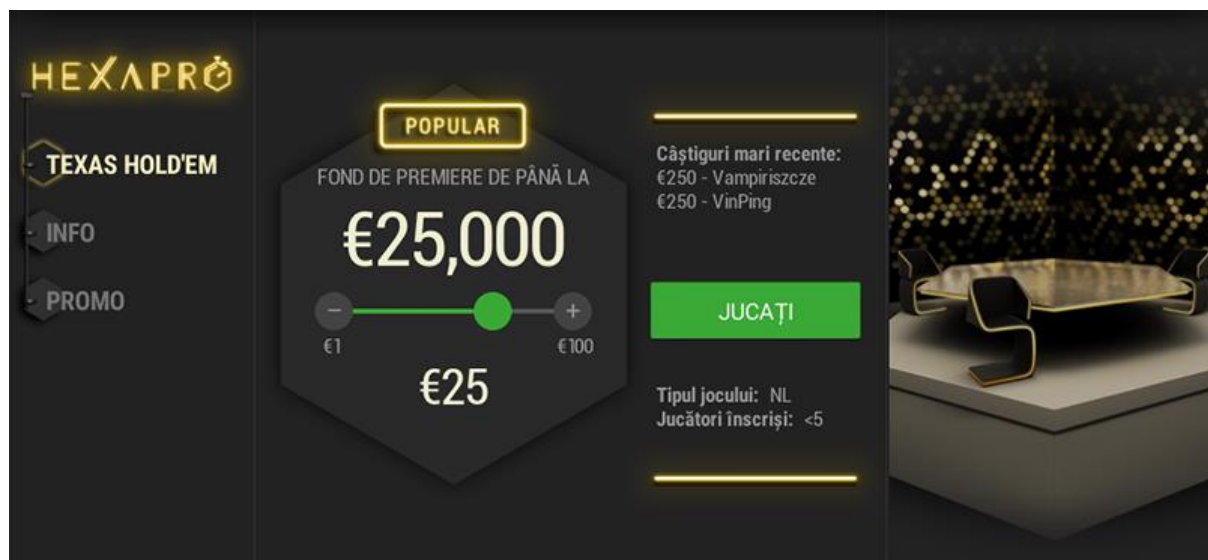 HEXAPRO
TEXAS HOLD'EM
INFO
PROMO
POPULAR
FOND DE PREMIERE DE PÂNĂ LA
€25,000
−
+
€1
€100
€25
Câștiguri mari recente:
€250 - Vampiriszcze
€250 - VinPing
JUCAȚI
Tipul jocului: NL
Jucători înscriși: <5